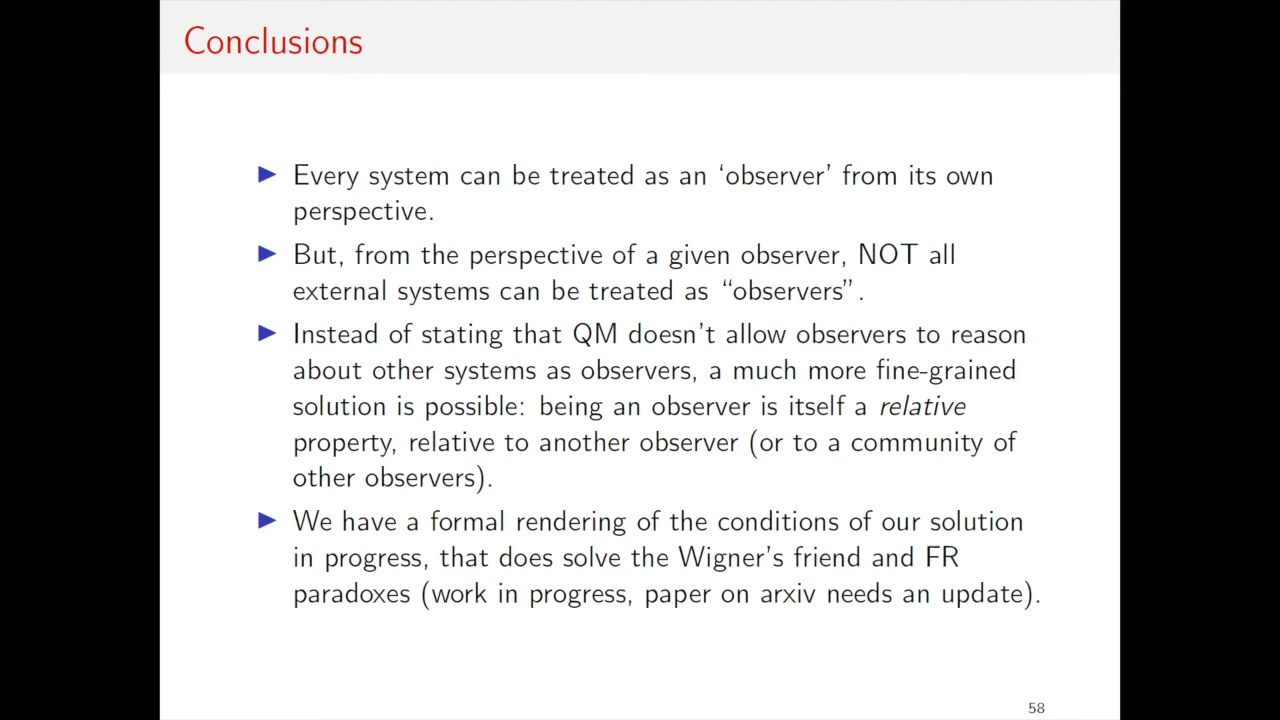 Conclusions
▶ Every system can be treated as an ‘observer’ from its own
perspective.
▶ But, from the perspective of a given observer, NOT all
external systems can be treated as “observers”.
▶ Instead of stating that QM doesn’t allow observers to reason
about other systems as observers, a much more fine-grained
solution is possible: being an observer is itself a relative
property, relative to another observer (or to a community of
other observers).
▶ We have a formal rendering of the conditions of our solution
in progress, that does solve the Wigner’s friend and FR
paradoxes (work in progress, paper on arxiv needs an update).
58